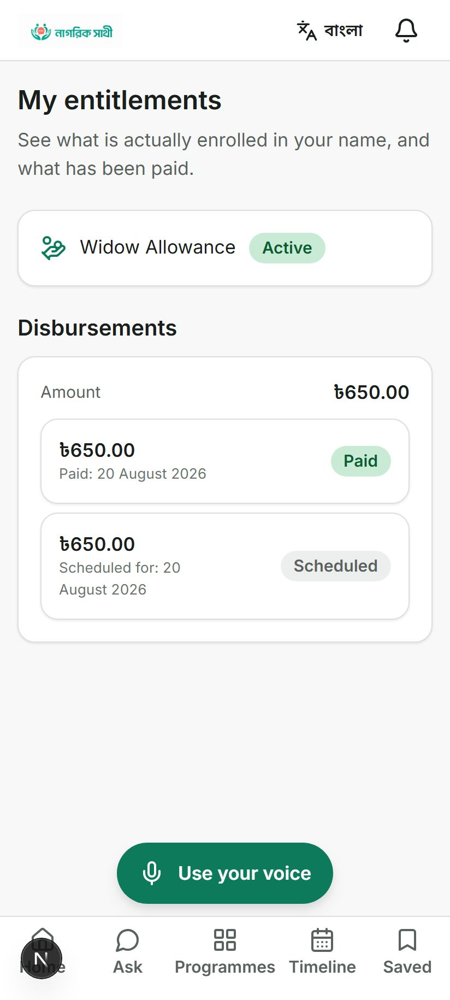 নাগরিক সাথী
বাংলা
My entitlements
See what is actually enrolled in your name, and
what has been paid.
Widow Allowance
Active
Disbursements
Amount
৳650.00
৳650.00
Paid: 20 August 2026
Paid
৳650.00
Scheduled for: 20
August 2026
Scheduled
Use your voice
Home
N
Ask
Programmes
Timeline
Saved